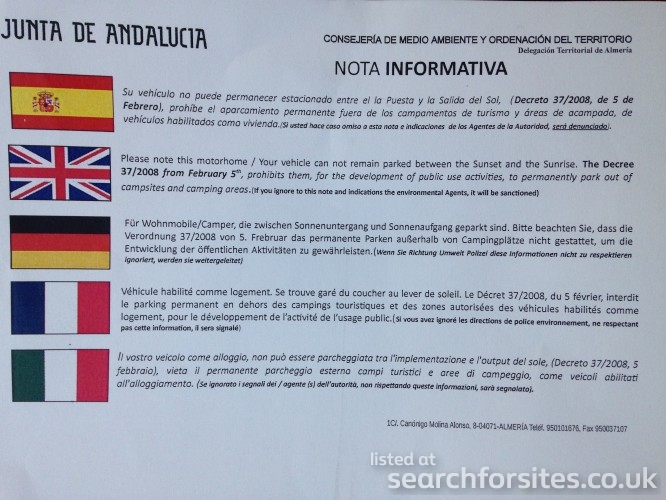 JUNTA DE ANDALUCIA
CONSEJERÍA DE MEDIO AMBIENTE Y ORDENACIÓN DEL TERRITORIO
Delegación Territorial de Almería
NOTA INFORMATIVA
Su vehículo no puede permanecer estacionado entre el la Puesta y la Salida del Sol, (Decreto 37/2008, de 5 de
Febrero), prohíbe el aparcamiento permanente fuera de los campamentos de turismo y áreas de acampada, de
vehículos habilitados como vivienda.(Si usted hace caso omiso a esta nota e indicaciones de los Agentes de la Autoridad, será denunciada).
Please note this motorhome / Your vehicle can not remain parked between the Sunset and the Sunrise. The Decree
37/2008 from February 5th, prohibits them, for the development of public use activities, to permanently park out of
campsites and camping areas.(If you ignore to this note and indications the environmental Agents, it will be sanctioned)
Für Wohnmobile/Camper, die zwischen Sonnenuntergang und Sonnenaufgang geparkt sind. Bitte beachten Sie, dass die
Verordnung 37/2008 von 5. Frebruar das permanente Parken außerhalb von Campingplätze nicht gestattet, um die
Entwicklung der öffentlichen Aktivitäten zu gewährleisten.(Wenn Sie Richtung Umwelt Polizei diese Informationen nicht zu respektieren
ignoriert, werden sie weitergeleitet)
Véhicule habilité comme logement. Se trouve garé du coucher au lever de soleil. Le Décret 37/2008, du 5 février, interdit
le parking permanent en dehors des campings touristiques et des zones autorisées des véhicules habilités comme
logement, pour le développement de l'activité de l'usage public.(Si vous avez ignoré les directions de police environnement, ne respectant
pas cette information, il sera signalé)
Il vostro veicolo come alloggio, non può essere parcheggiata tra l'implementazione e l'output del sole, (Decreto 37/2008, 5
febbraio), vieta il permanente parcheggio esterno campi turistici e aree di campeggio, come veicoli abilitati
all'alloggiamento. (Se ignorato i segnali dei / agente (s) dell'autorità, non rispettando queste informazioni, sarà segnalato).
1C/. Canónigo Molina Alonso, 8-04071-ALMERÍA Teléf. 950101676, Fax 950037107
listed at
searchforsites.co.uk